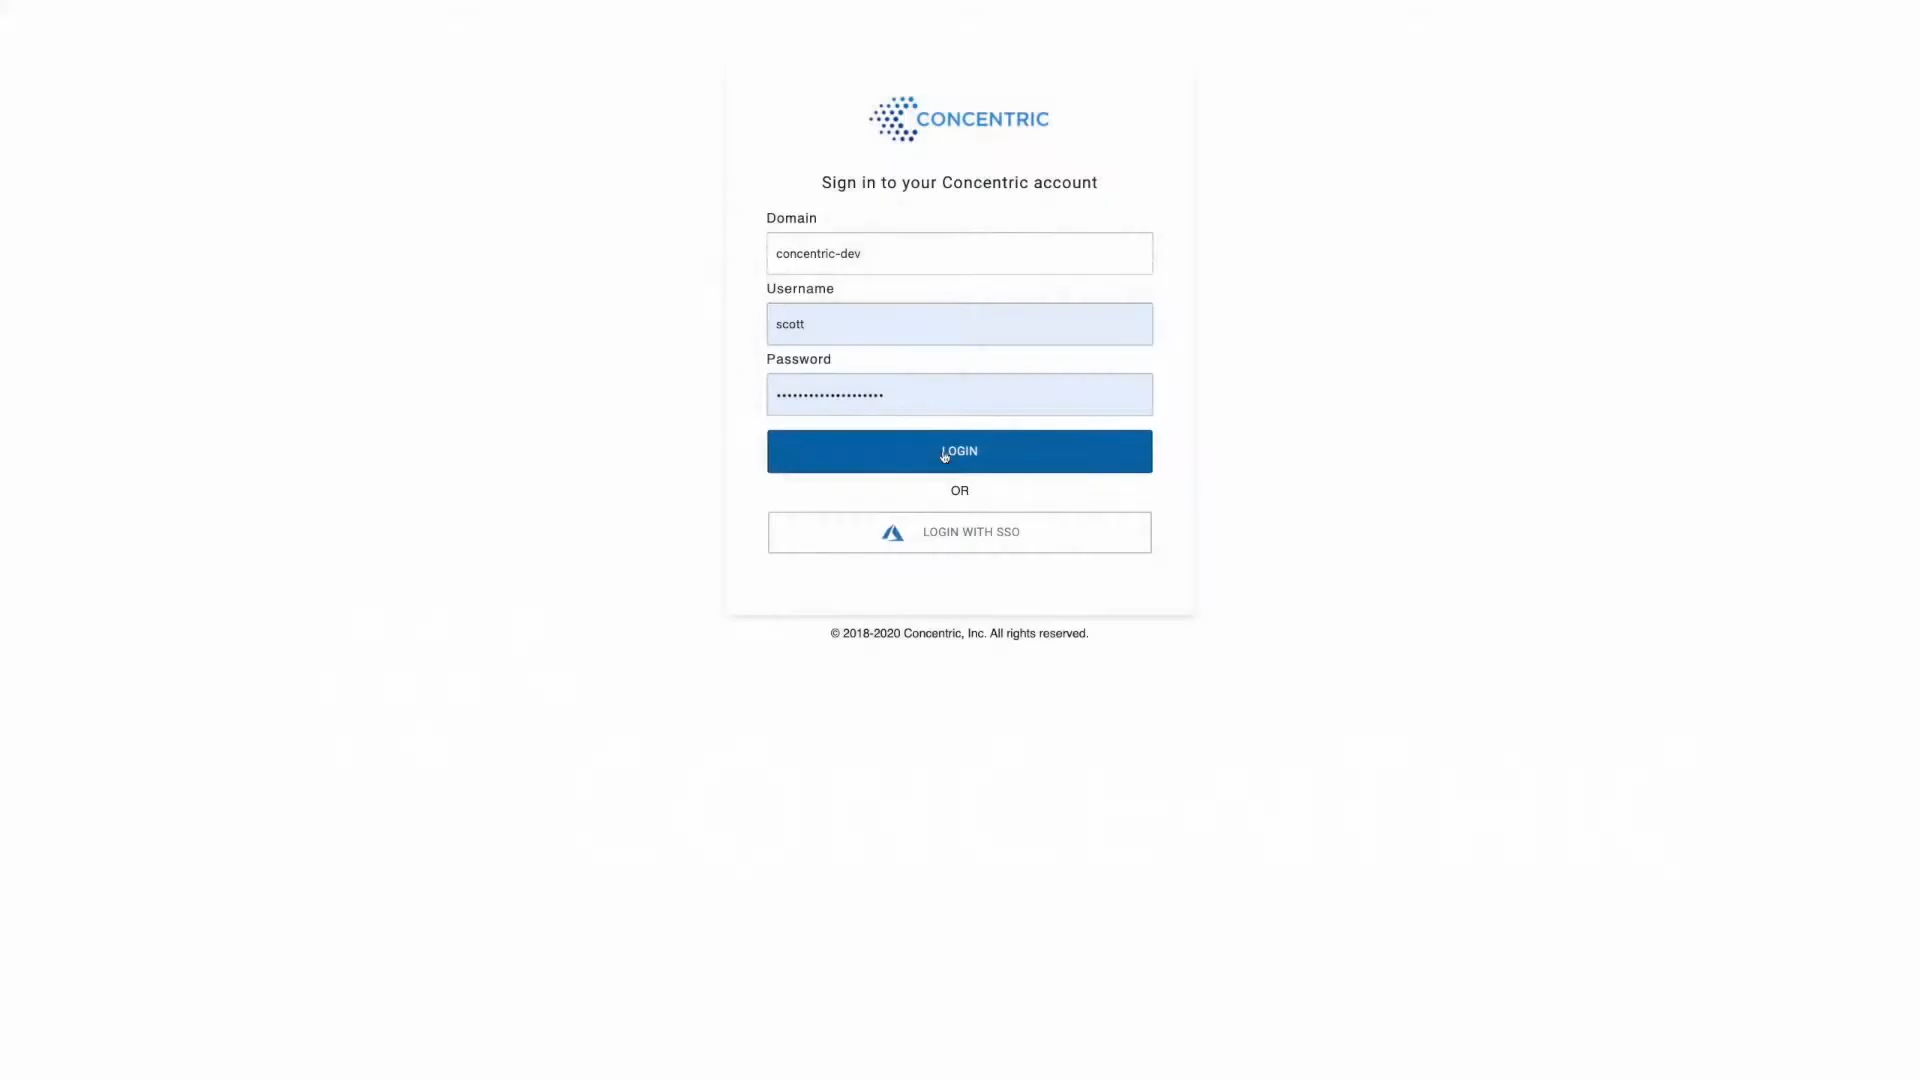 CONCENTRIC
Sign in to your Concentric account
Domain
concentric-dev
Username
scott
Password
••••••••••••••••••••
LOGIN
OR
LOGIN WITH SSO
© 2018-2020 Concentric, Inc. All rights reserved.